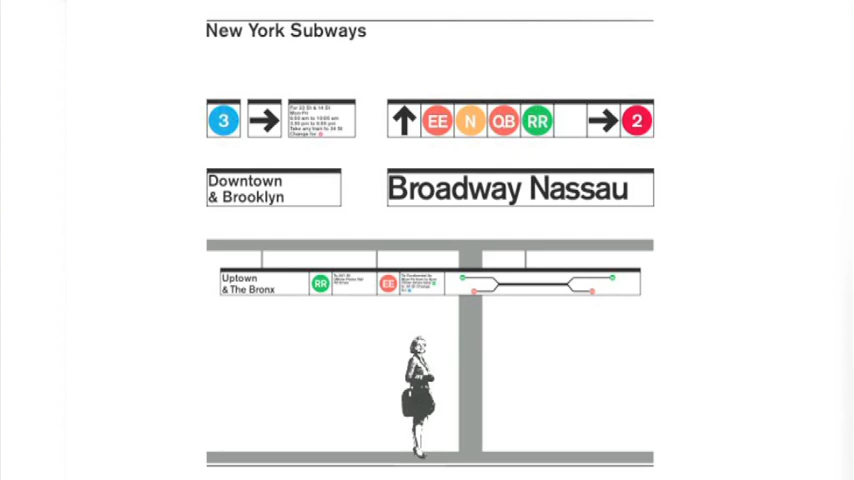 New York Subways
3
For 23 St & 14 St
Mon-Fri
Take any train to 34 St
Change for
EE N QB RR 2
Downtown
& Brooklyn
Broadway Nassau
Uptown
& The Bronx
RR
EE